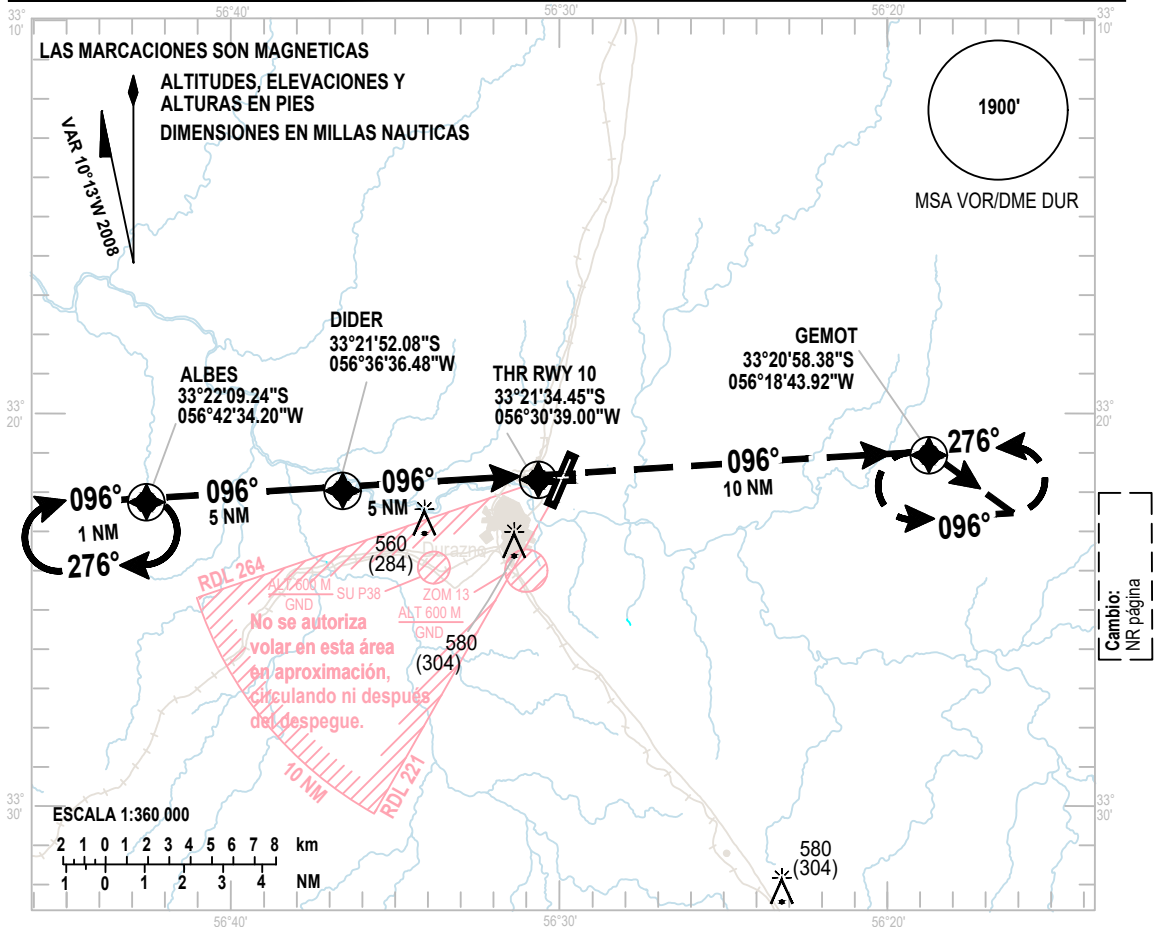 56°40' 56°30' 56°20'
33°
10'
33°
10'
LAS MARCACIONES SON MAGNETICAS
ALTITUDES, ELEVACIONES Y
ALTURAS EN PIES
DIMENSIONES EN MILLAS NAUTICAS
VAR 10°13'W 2008
1900'
MSA VOR/DME DUR
DIDER
33°21'52.08"S
056°36'36.48"W
GEMOT
33°20'58.38"S
056°18'43.92"W
ALBES
33°22'09.24"S
056°42'34.20"W
THR RWY 10
33°21'34.45"S
056°30'39.00"W
33°
20'
33°
20'
096°
1 NM
276°
096°
5 NM
096°
5 NM
096°
10 NM
276°
096°
560
(284)
Durazno
RDL 264
ALT 600 M
GND
SU P38
ZOM 13
ALT 600 M
GND
580
(304)
No se autoriza
volar en esta área
en aproximación,
circulando ni después
del despegue.
10 NM
RDL 221
Cambio:
NR página
33°
30'
33°
30'
ESCALA 1:360 000
2 1 0 1 2 3 4 5 6 7 8 km
1 0 1 2 3 4 NM
580
(304)
56°40' 56°30' 56°20'